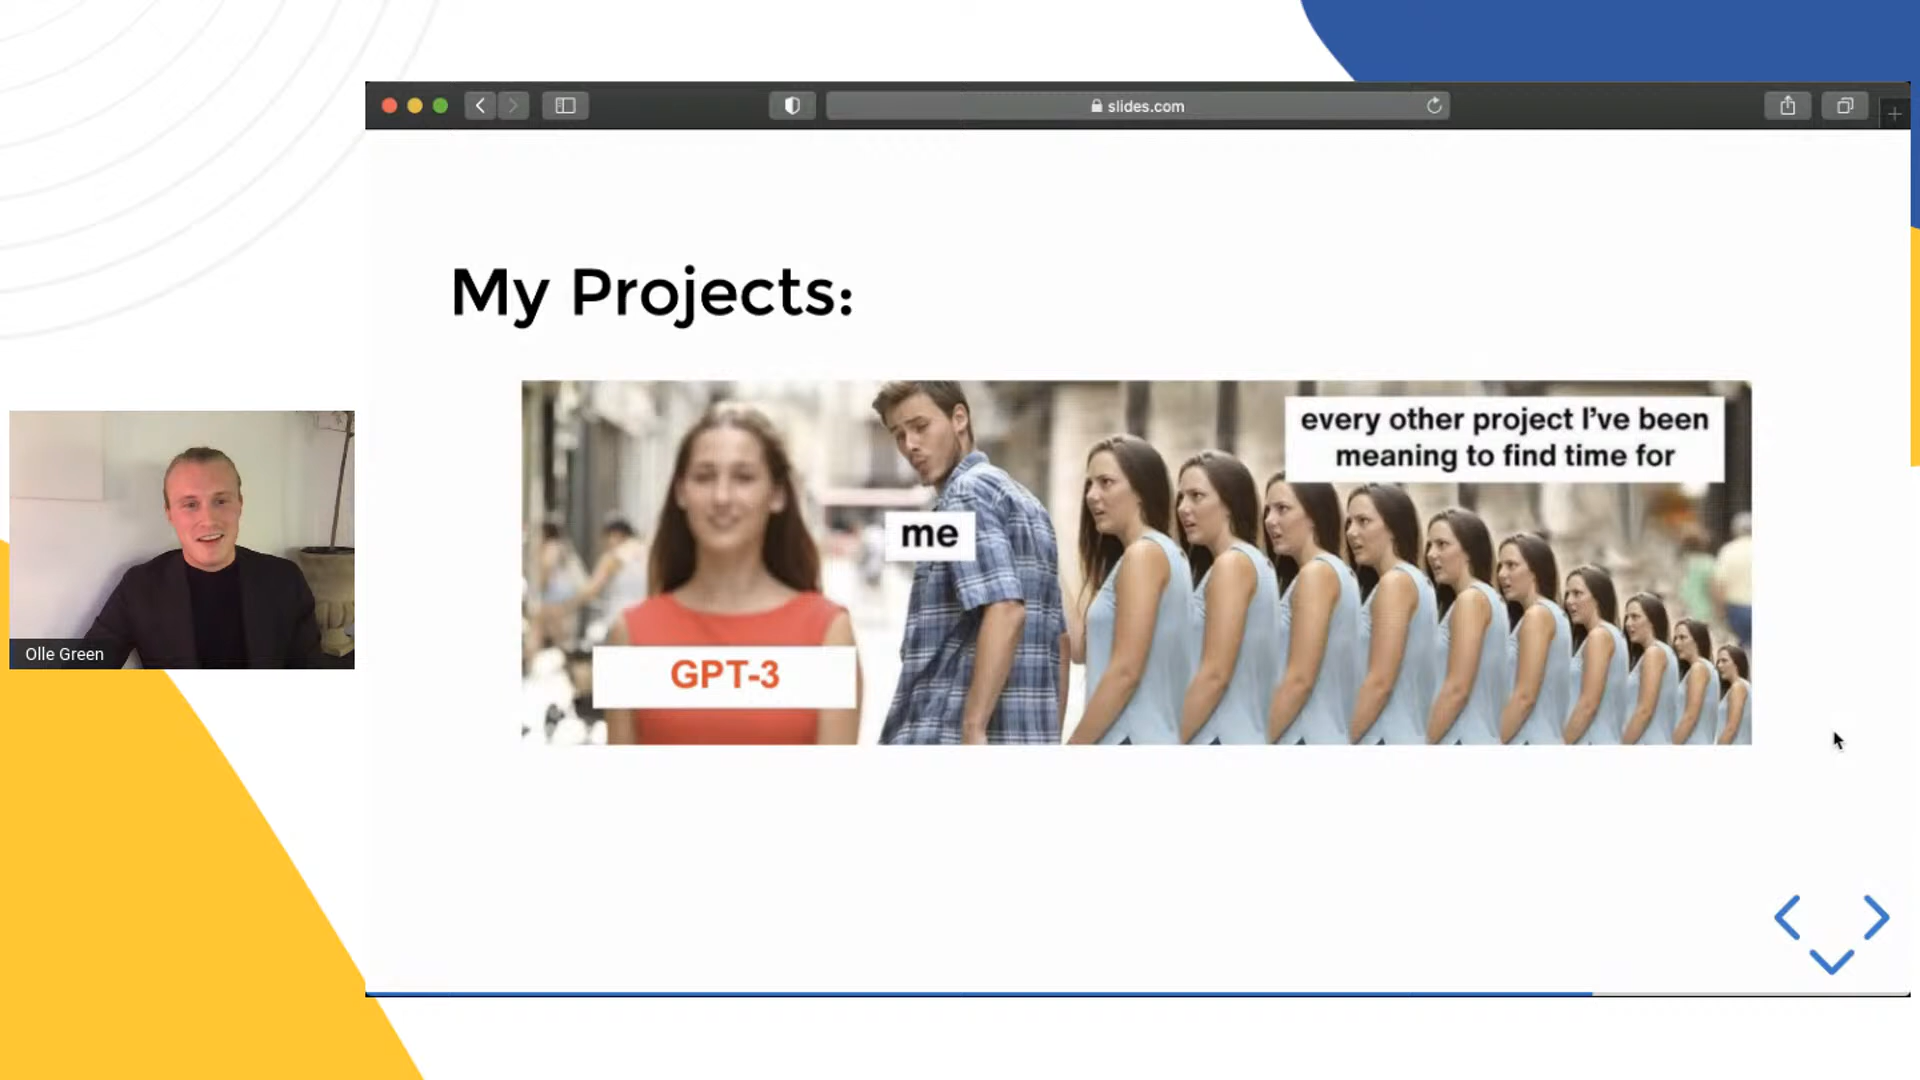 slides.com
My Projects:
every other project I've been
meaning to find time for
me
GPT-3
Olle Green